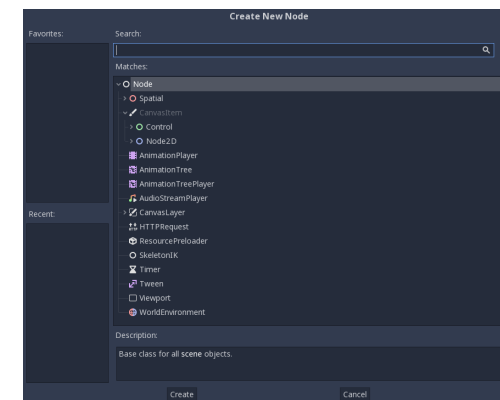 Create New Node
Favorites:
Search:
Matches:
Node
Spatial
CanvasItem
Control
Node2D
AnimationPlayer
AnimationTree
AnimationTreePlayer
AudioStreamPlayer
Recent:
CanvasLayer
HTTPRequest
ResourcePreloader
SkeletonIK
Timer
Tween
Viewport
WorldEnvironment
Description:
Base class for all scene objects.
Create
Cancel